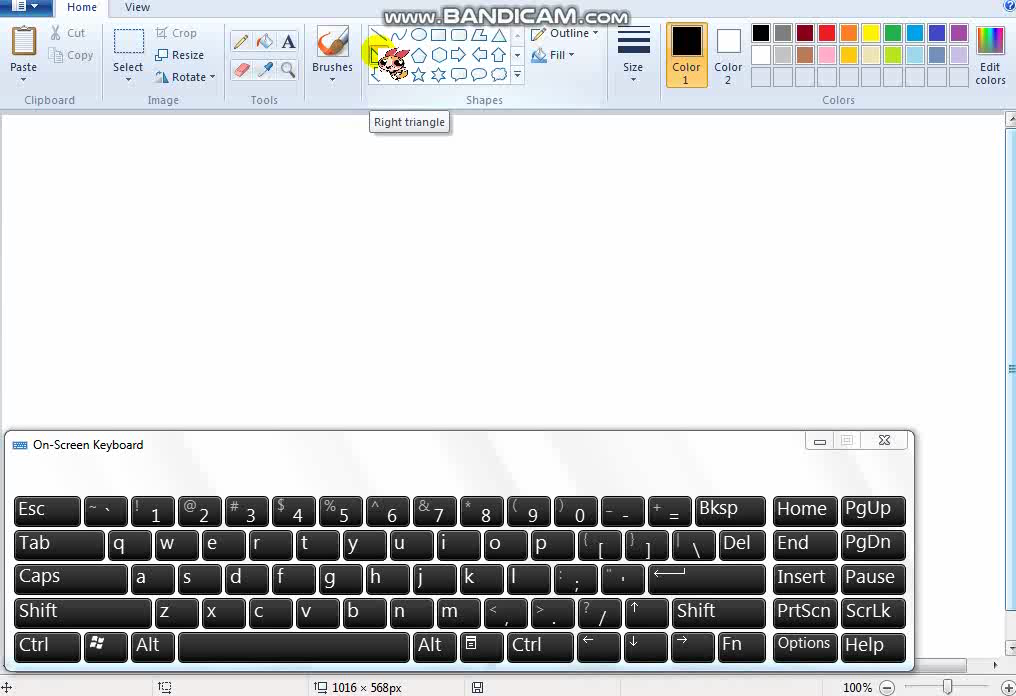 Home View
www.BANDICAM.com
Paste
Cut
Copy
Clipboard
Select
Crop
Resize
Rotate
Image
A
Tools
Brushes
Outline
Fill
Shapes
Size
Color 1
Color 2
Edit colors
Colors
Right triangle
On-Screen Keyboard
Esc ~ ` ! 1 @ 2 # 3 $ 4 % 5 ^ 6 & 7 * 8 ( 9 ) 0 _ - + = Bksp Home PgUp
Tab q w e r t y u i o p { [ } ] | \ Del End PgDn
Caps a s d f g h j k l : ; " ' Insert Pause
Shift z x c v b n m < , > . ? / ↑ Shift PrtScn ScrLk
Ctrl Alt Alt Ctrl ← ↓ → Fn Options Help
1016 × 568px 100%